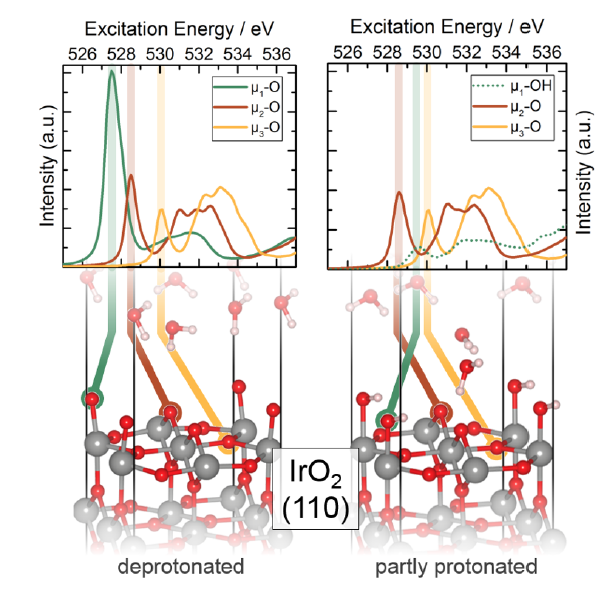 Excitation Energy / eV
526 528 530 532 534 536
Intensity (a.u.)
μ₁-O
μ₂-O
μ₃-O
Excitation Energy / eV
526 528 530 532 534 536
μ₁-OH
μ₂-O
μ₃-O
Intensity (a.u.)
IrO₂
(110)
deprotonated
partly protonated